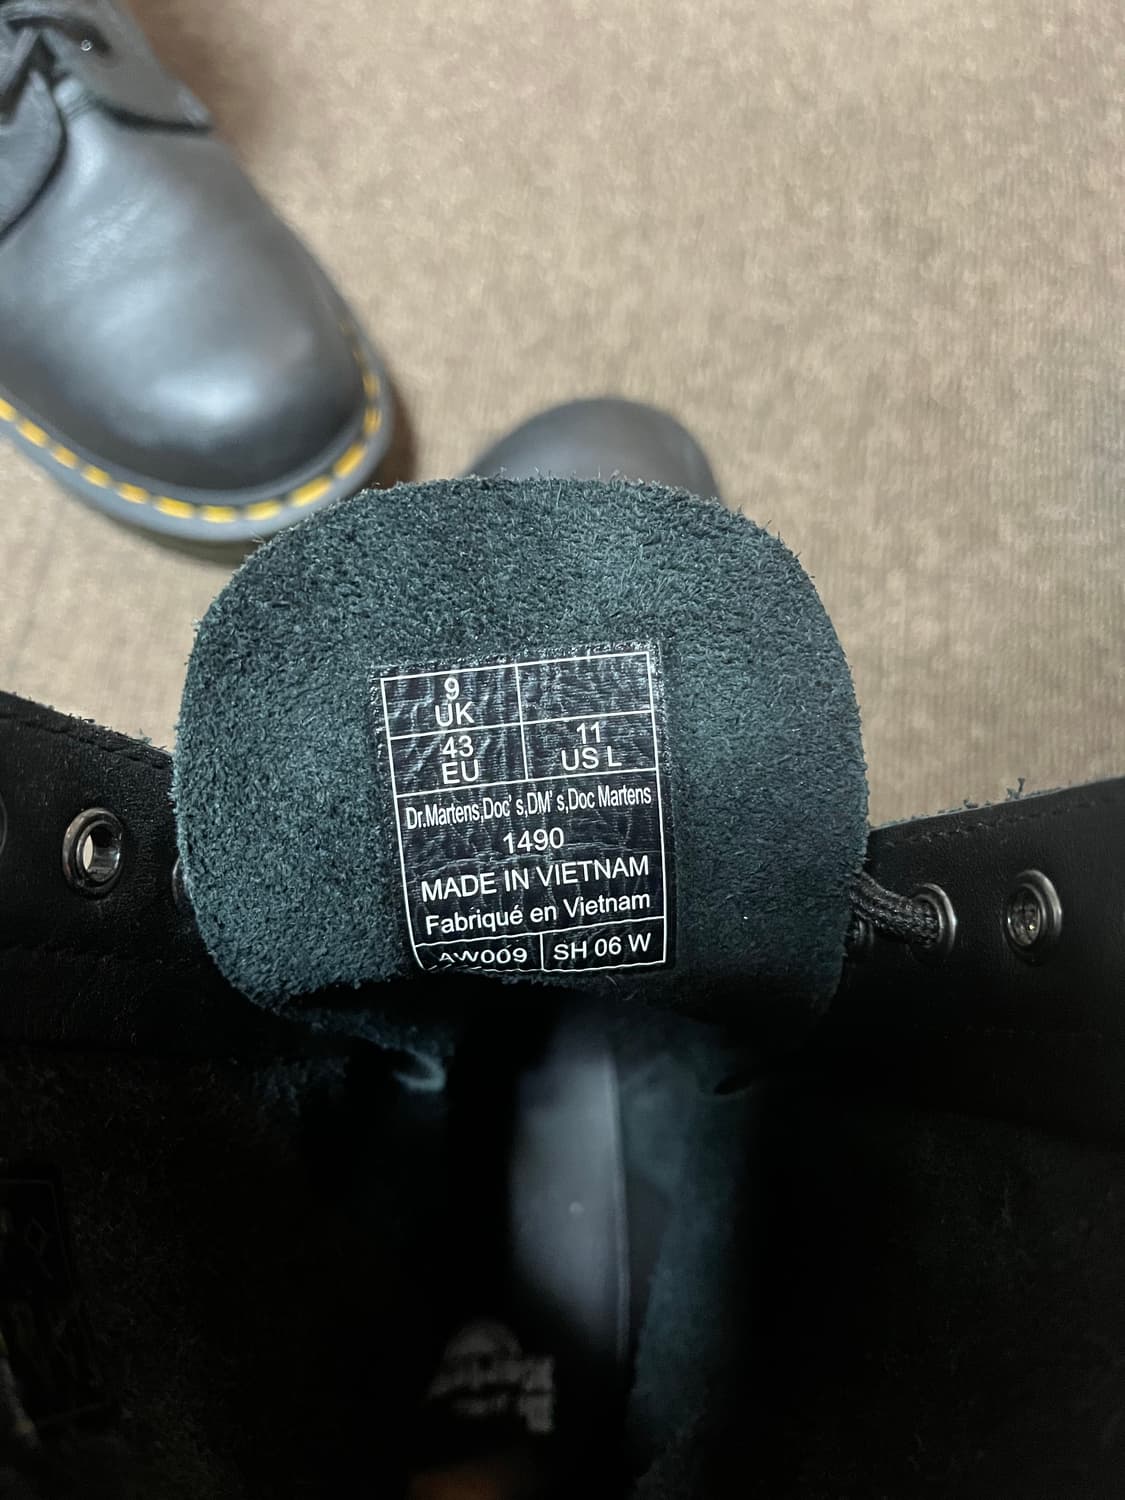 9
UK
43
EU
11
US L
Dr.Martens,Doc' s,DM' s,Doc Martens
1490
MADE IN VIETNAM
Fabriqué en Vietnam
AW009
SH 06 W